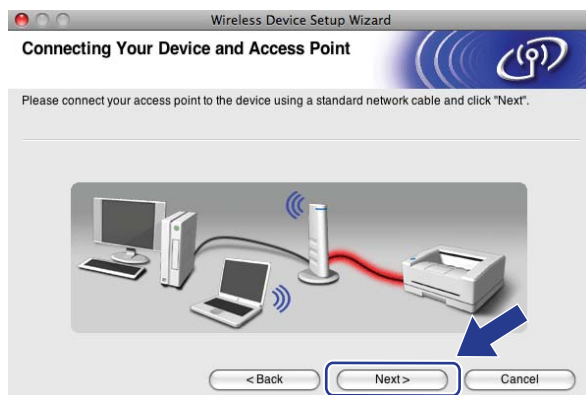 Wireless Device Setup Wizard
Connecting Your Device and Access Point
Please connect your access point to the device using a standard network cable and click "Next".
< Back
Next >
Cancel